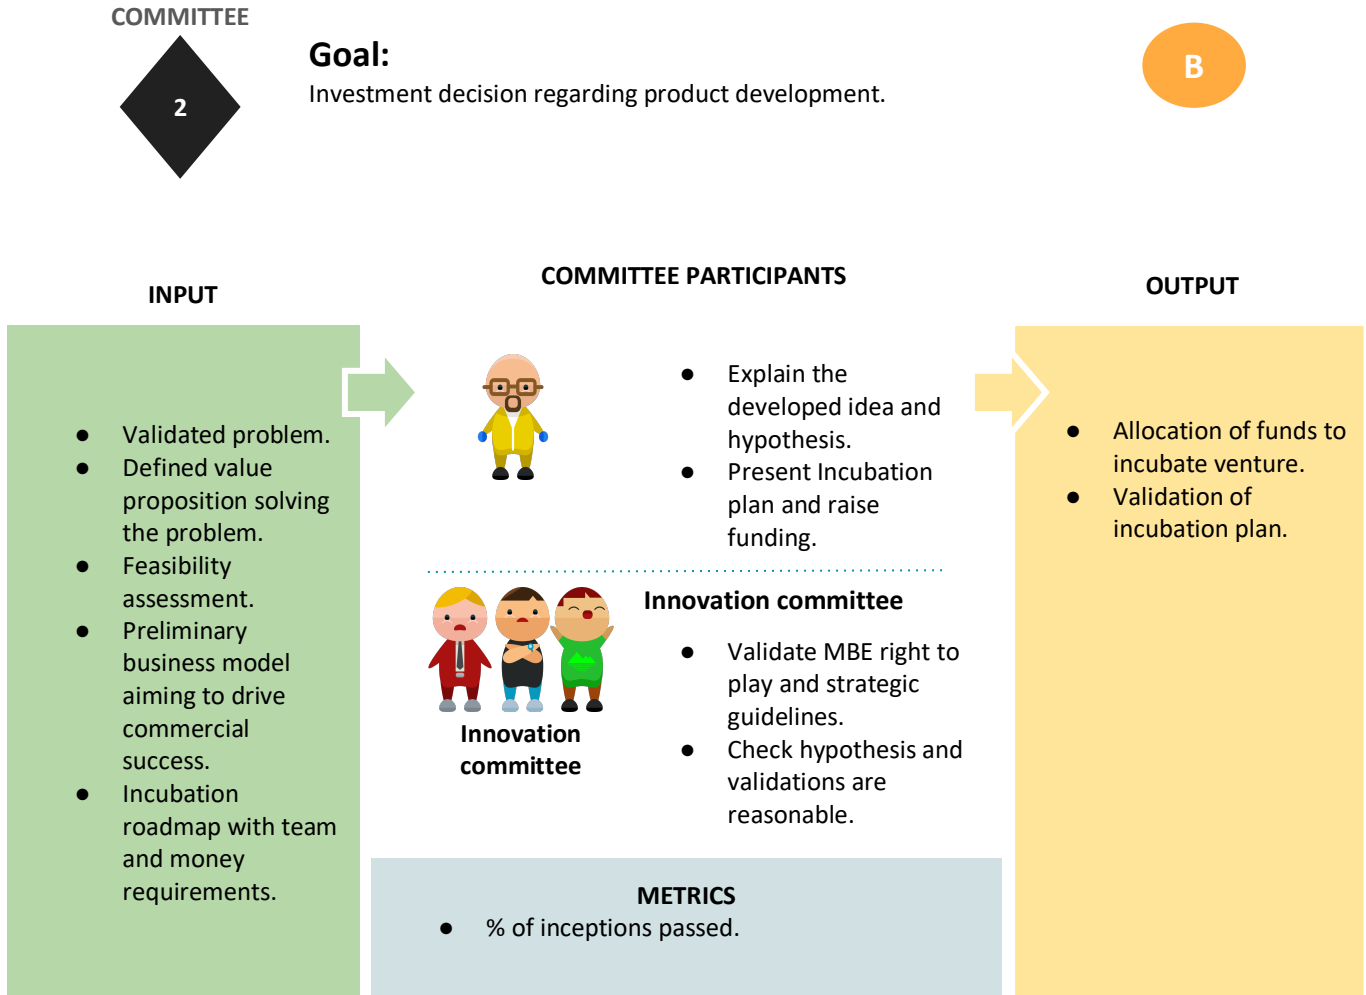 COMMITTEE
2
Goal:
Investment decision regarding product development.
B
INPUT
● Validated problem.
● Defined value
proposition solving
the problem.
● Feasibility
assessment.
● Preliminary
business model
aiming to drive
commercial
success.
● Incubation
roadmap with team
and money
requirements.
COMMITTEE PARTICIPANTS
● Explain the
developed idea and
hypothesis.
● Present Incubation
plan and raise
funding.
Innovation
committee
Innovation committee
● Validate MBE right to
play and strategic
guidelines.
● Check hypothesis and
validations are
reasonable.
METRICS
● % of inceptions passed.
OUTPUT
● Allocation of funds to
incubate venture.
● Validation of
incubation plan.